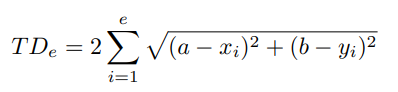 $TD_e = 2\sum_{i=1}^{e} \sqrt{(a - x_i)^2 + (b - y_i)^2}$